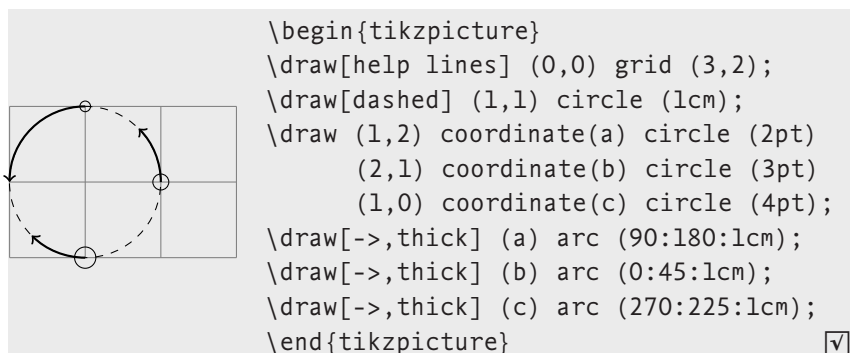 \begin{tikzpicture}
\draw[help lines] (0,0) grid (3,2);
\draw[dashed] (1,1) circle (1cm);
\draw (1,2) coordinate(a) circle (2pt)
(2,1) coordinate(b) circle (3pt)
(1,0) coordinate(c) circle (4pt);
\draw[->,thick] (a) arc (90:180:1cm);
\draw[->,thick] (b) arc (0:45:1cm);
\draw[->,thick] (c) arc (270:225:1cm);
\end{tikzpicture} √